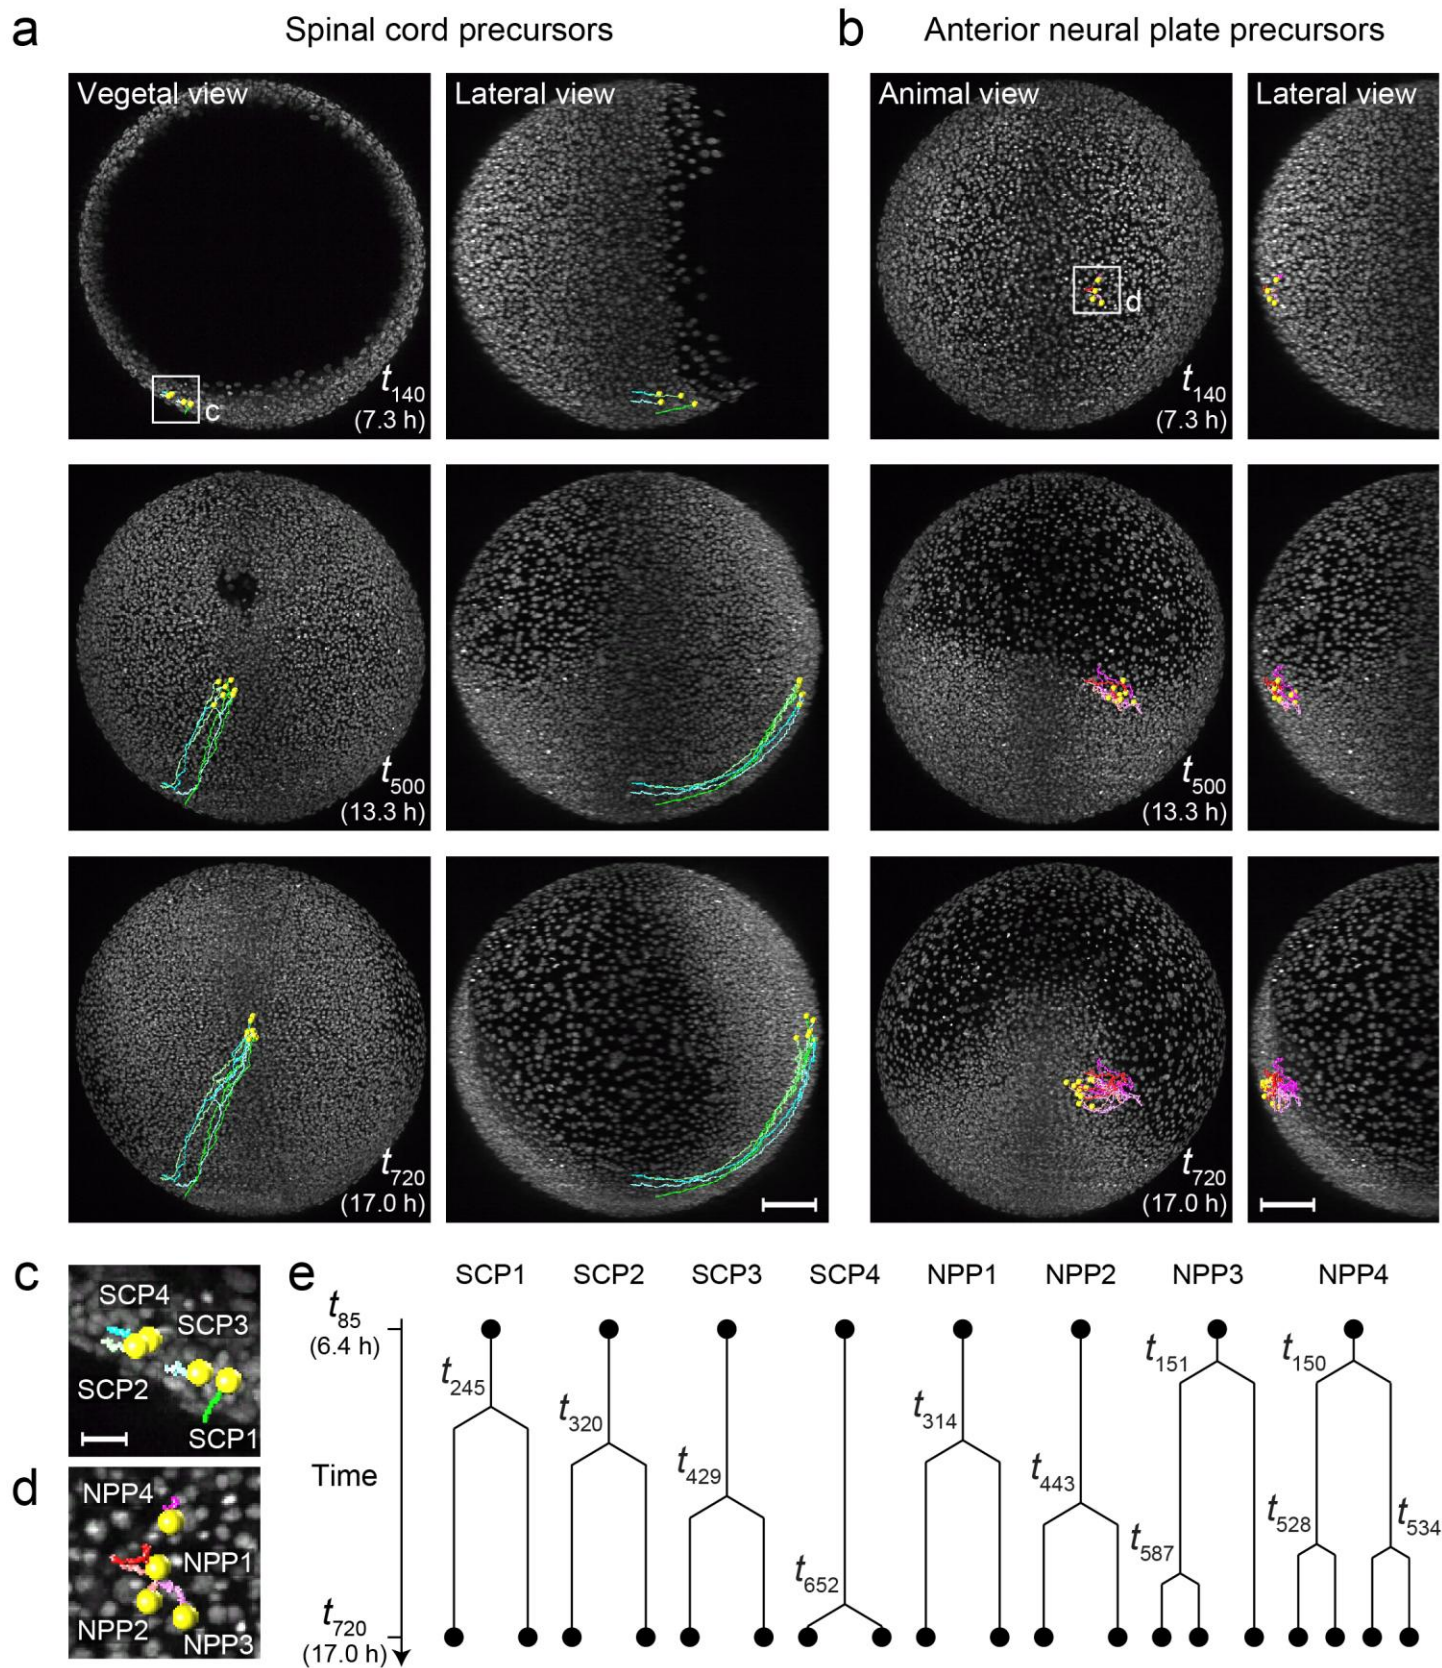 a
Spinal cord precursors
b
Anterior neural plate precursors
Vegetal view
Lateral view
Animal view
Lateral view
c
t140
(7.3 h)
d
t140
(7.3 h)
t500
(13.3 h)
t500
(13.3 h)
t720
(17.0 h)
t720
(17.0 h)
c
SCP4
SCP3
SCP2
SCP1
d
NPP4
NPP1
NPP2
NPP3
e
SCP1 SCP2 SCP3 SCP4 NPP1 NPP2 NPP3 NPP4
t85
(6.4 h)
Time
t720
(17.0 h)
t245
t320
t429
t652
t314
t443
t151
t587
t150
t528
t534